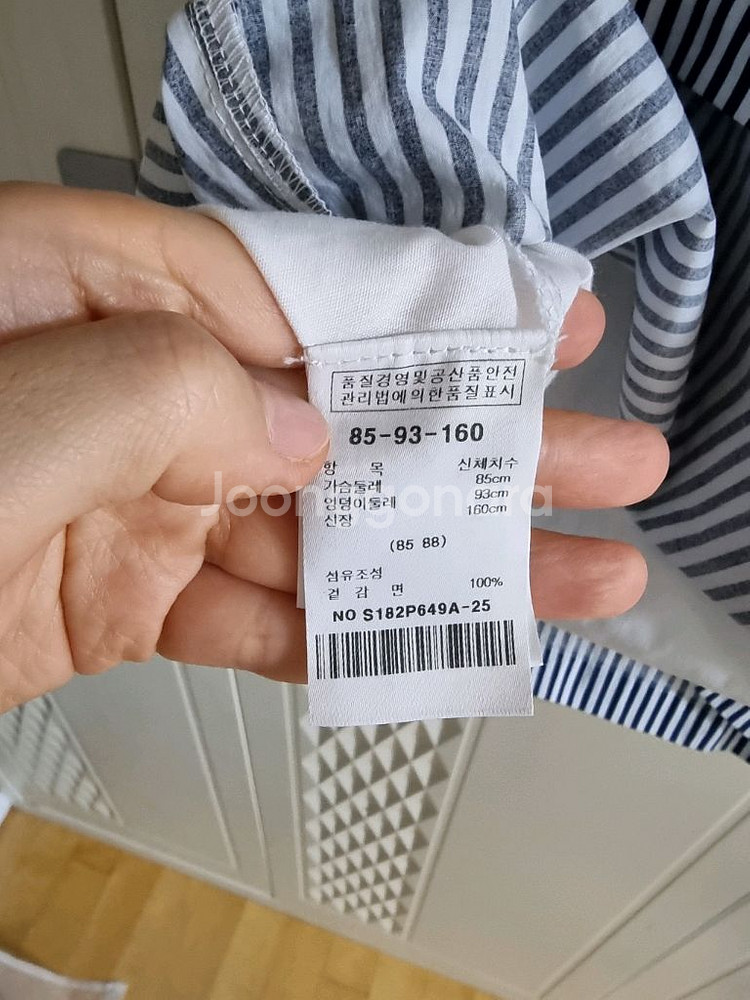 품질경영및공산품안전
관리법에의한품질표시
85-93-160
항 목 신체치수
가슴둘레 85cm
엉덩이둘레 93cm
신장 160cm
(85 88)
섬유조성
겉 감 면 100%
NO S182P649A-25
Joonggonara